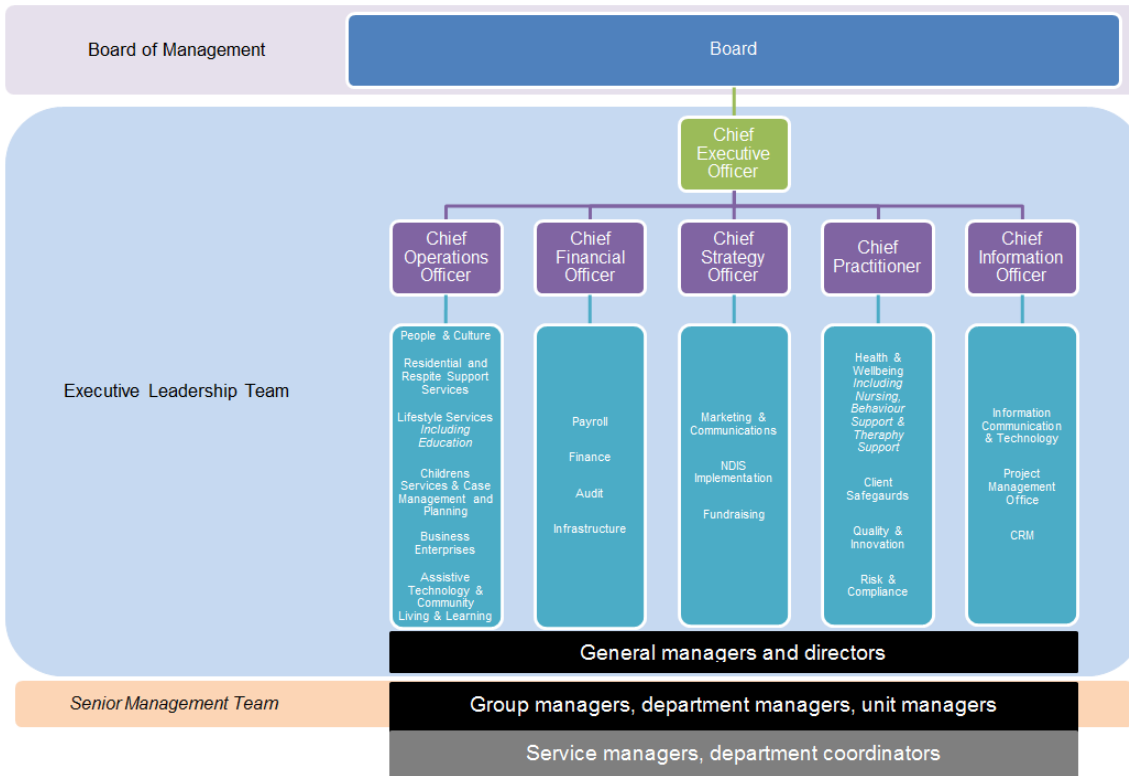 Board of Management
Board
Chief
Executive
Officer
Chief
Operations
Officer
Chief
Financial
Officer
Chief
Strategy
Officer
Chief
Practitioner
Chief
Information
Officer
Executive Leadership Team
People & Culture
Residential and
Respite Support
Services
Lifestyle Services
Including
Education
Childrens
Services & Case
Management and
Planning
Business
Enterprises
Assistive
Technology &
Community
Living & Learning
Payroll
Finance
Audit
Infrastructure
Marketing &
Communications
NDIS
Implementation
Fundraising
Health &
Wellbeing
Including
Nursing,
Behaviour
Support &
Theraphy
Support
Client
Safegaurds
Quality &
Innovation
Risk &
Compliance
Information
Communication
& Technology
Project
Management
Office
CRM
General managers and directors
Senior Management Team
Group managers, department managers, unit managers
Service managers, department coordinators